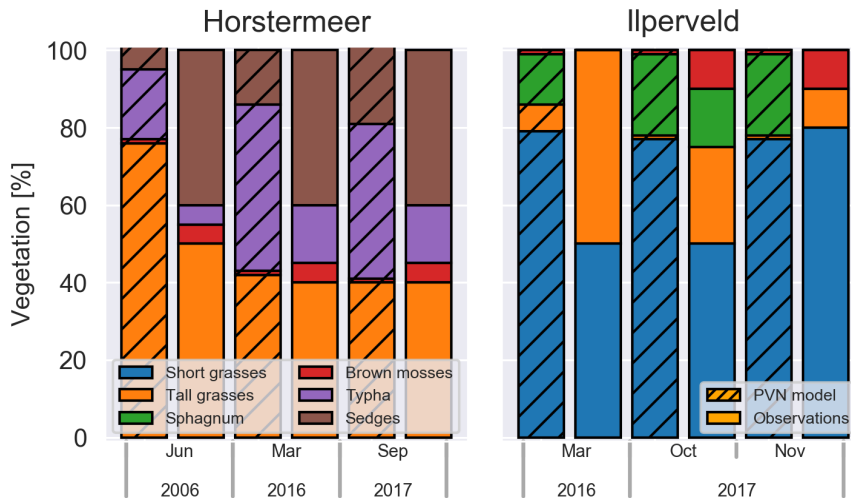 Horstermeer
Ilperveld
Vegetation [%]
100
80
60
40
20
0
Short grasses
Tall grasses
Sphagnum
Brown mosses
Typha
Sedges
PVN model
Observations
Jun Mar Sep
2006 2016 2017
Mar Oct Nov
2016 2017